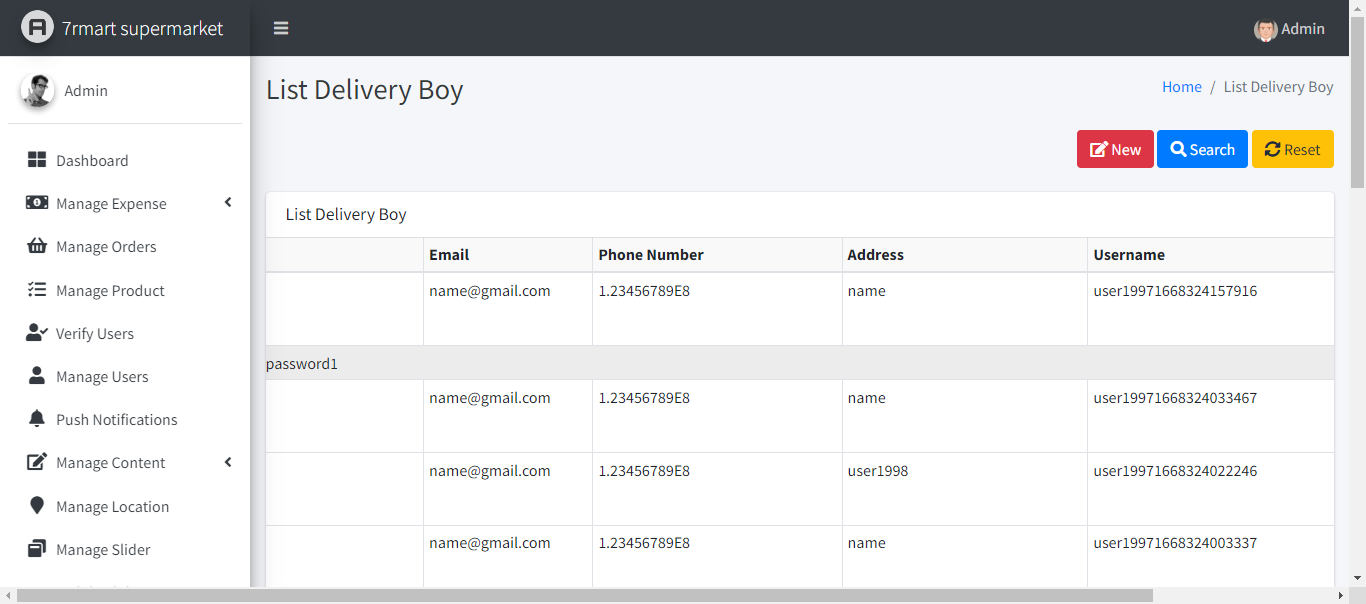 A 7rmart supermarket
Admin
Admin
List Delivery Boy
Home / List Delivery Boy
New Search Reset
Dashboard
Manage Expense
Manage Orders
Manage Product
Verify Users
Manage Users
Push Notifications
Manage Content
Manage Location
Manage Slider
List Delivery Boy
Email Phone Number Address Username
name@gmail.com 1.23456789E8 name user19971668324157916
password1
name@gmail.com 1.23456789E8 name user19971668324033467
name@gmail.com 1.23456789E8 user1998 user19971668324022246
name@gmail.com 1.23456789E8 name user19971668324003337